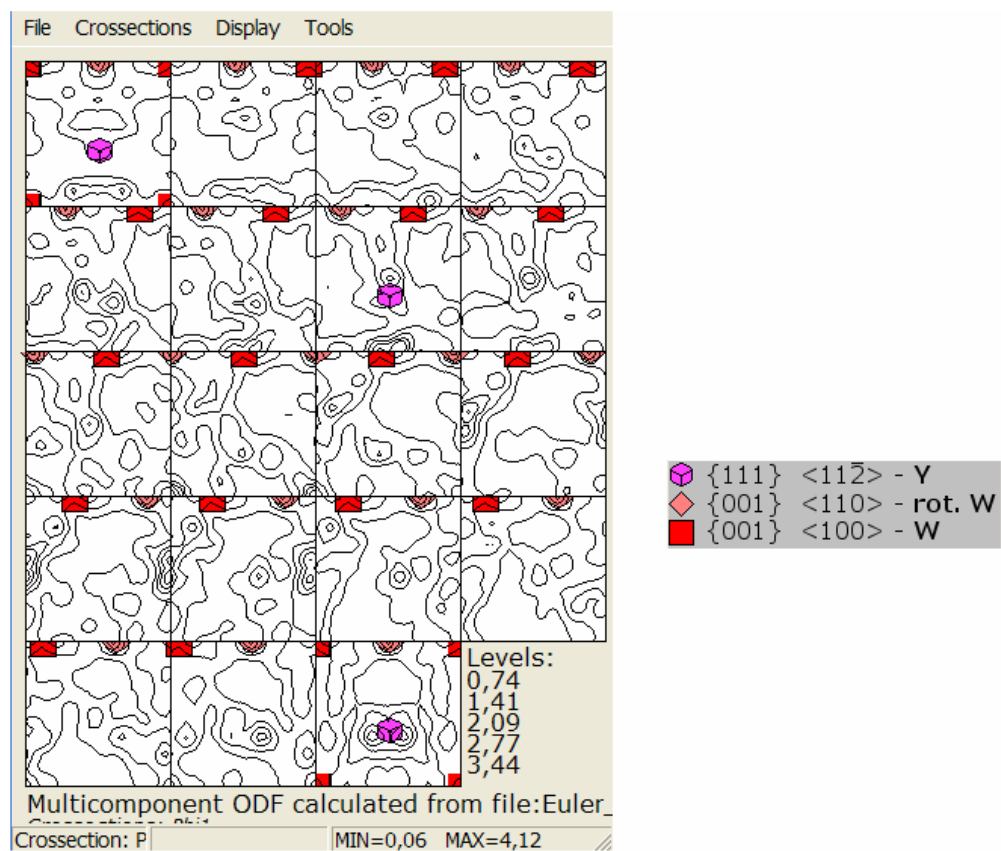 File Crossections Display Tools
Levels:
0,74
1,41
2,09
2,77
3,44
Multicomponent ODF calculated from file:Euler_
Crossection: P
MIN=0,06 MAX=4,12
{111} <112̅> - Y
{001} <110> - rot. W
{001} <100> - W